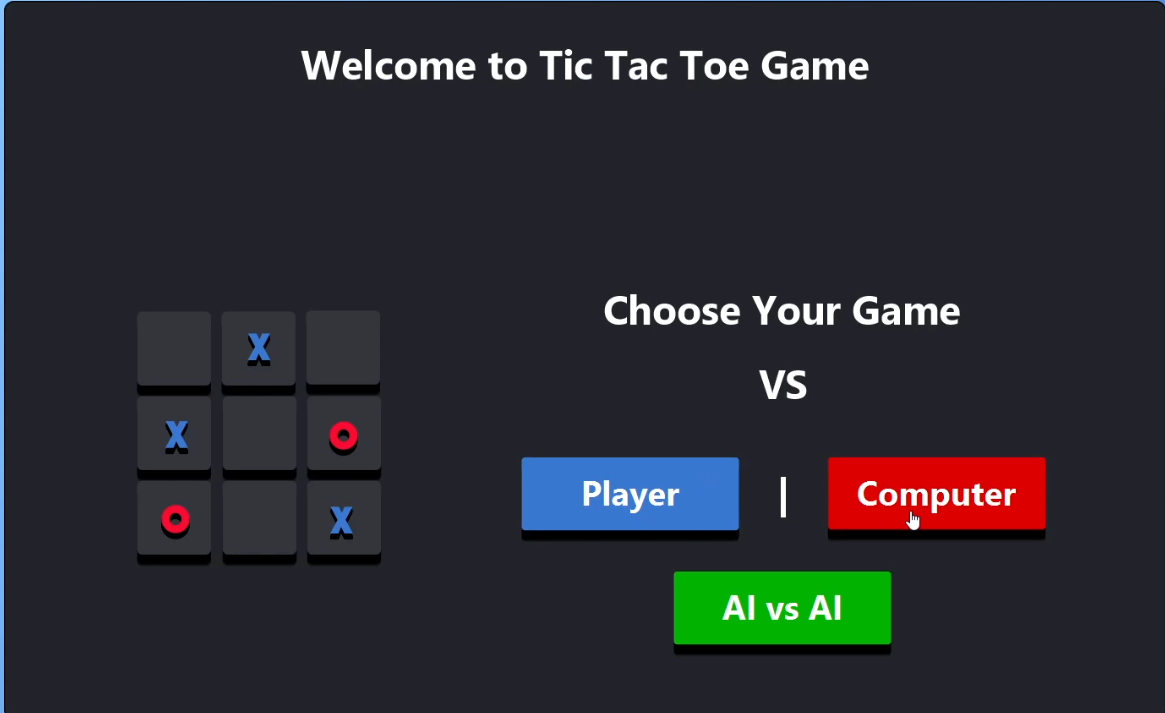 Welcome to Tic Tac Toe Game
X
X O
O X
Choose Your Game
VS
Player | Computer
AI vs AI